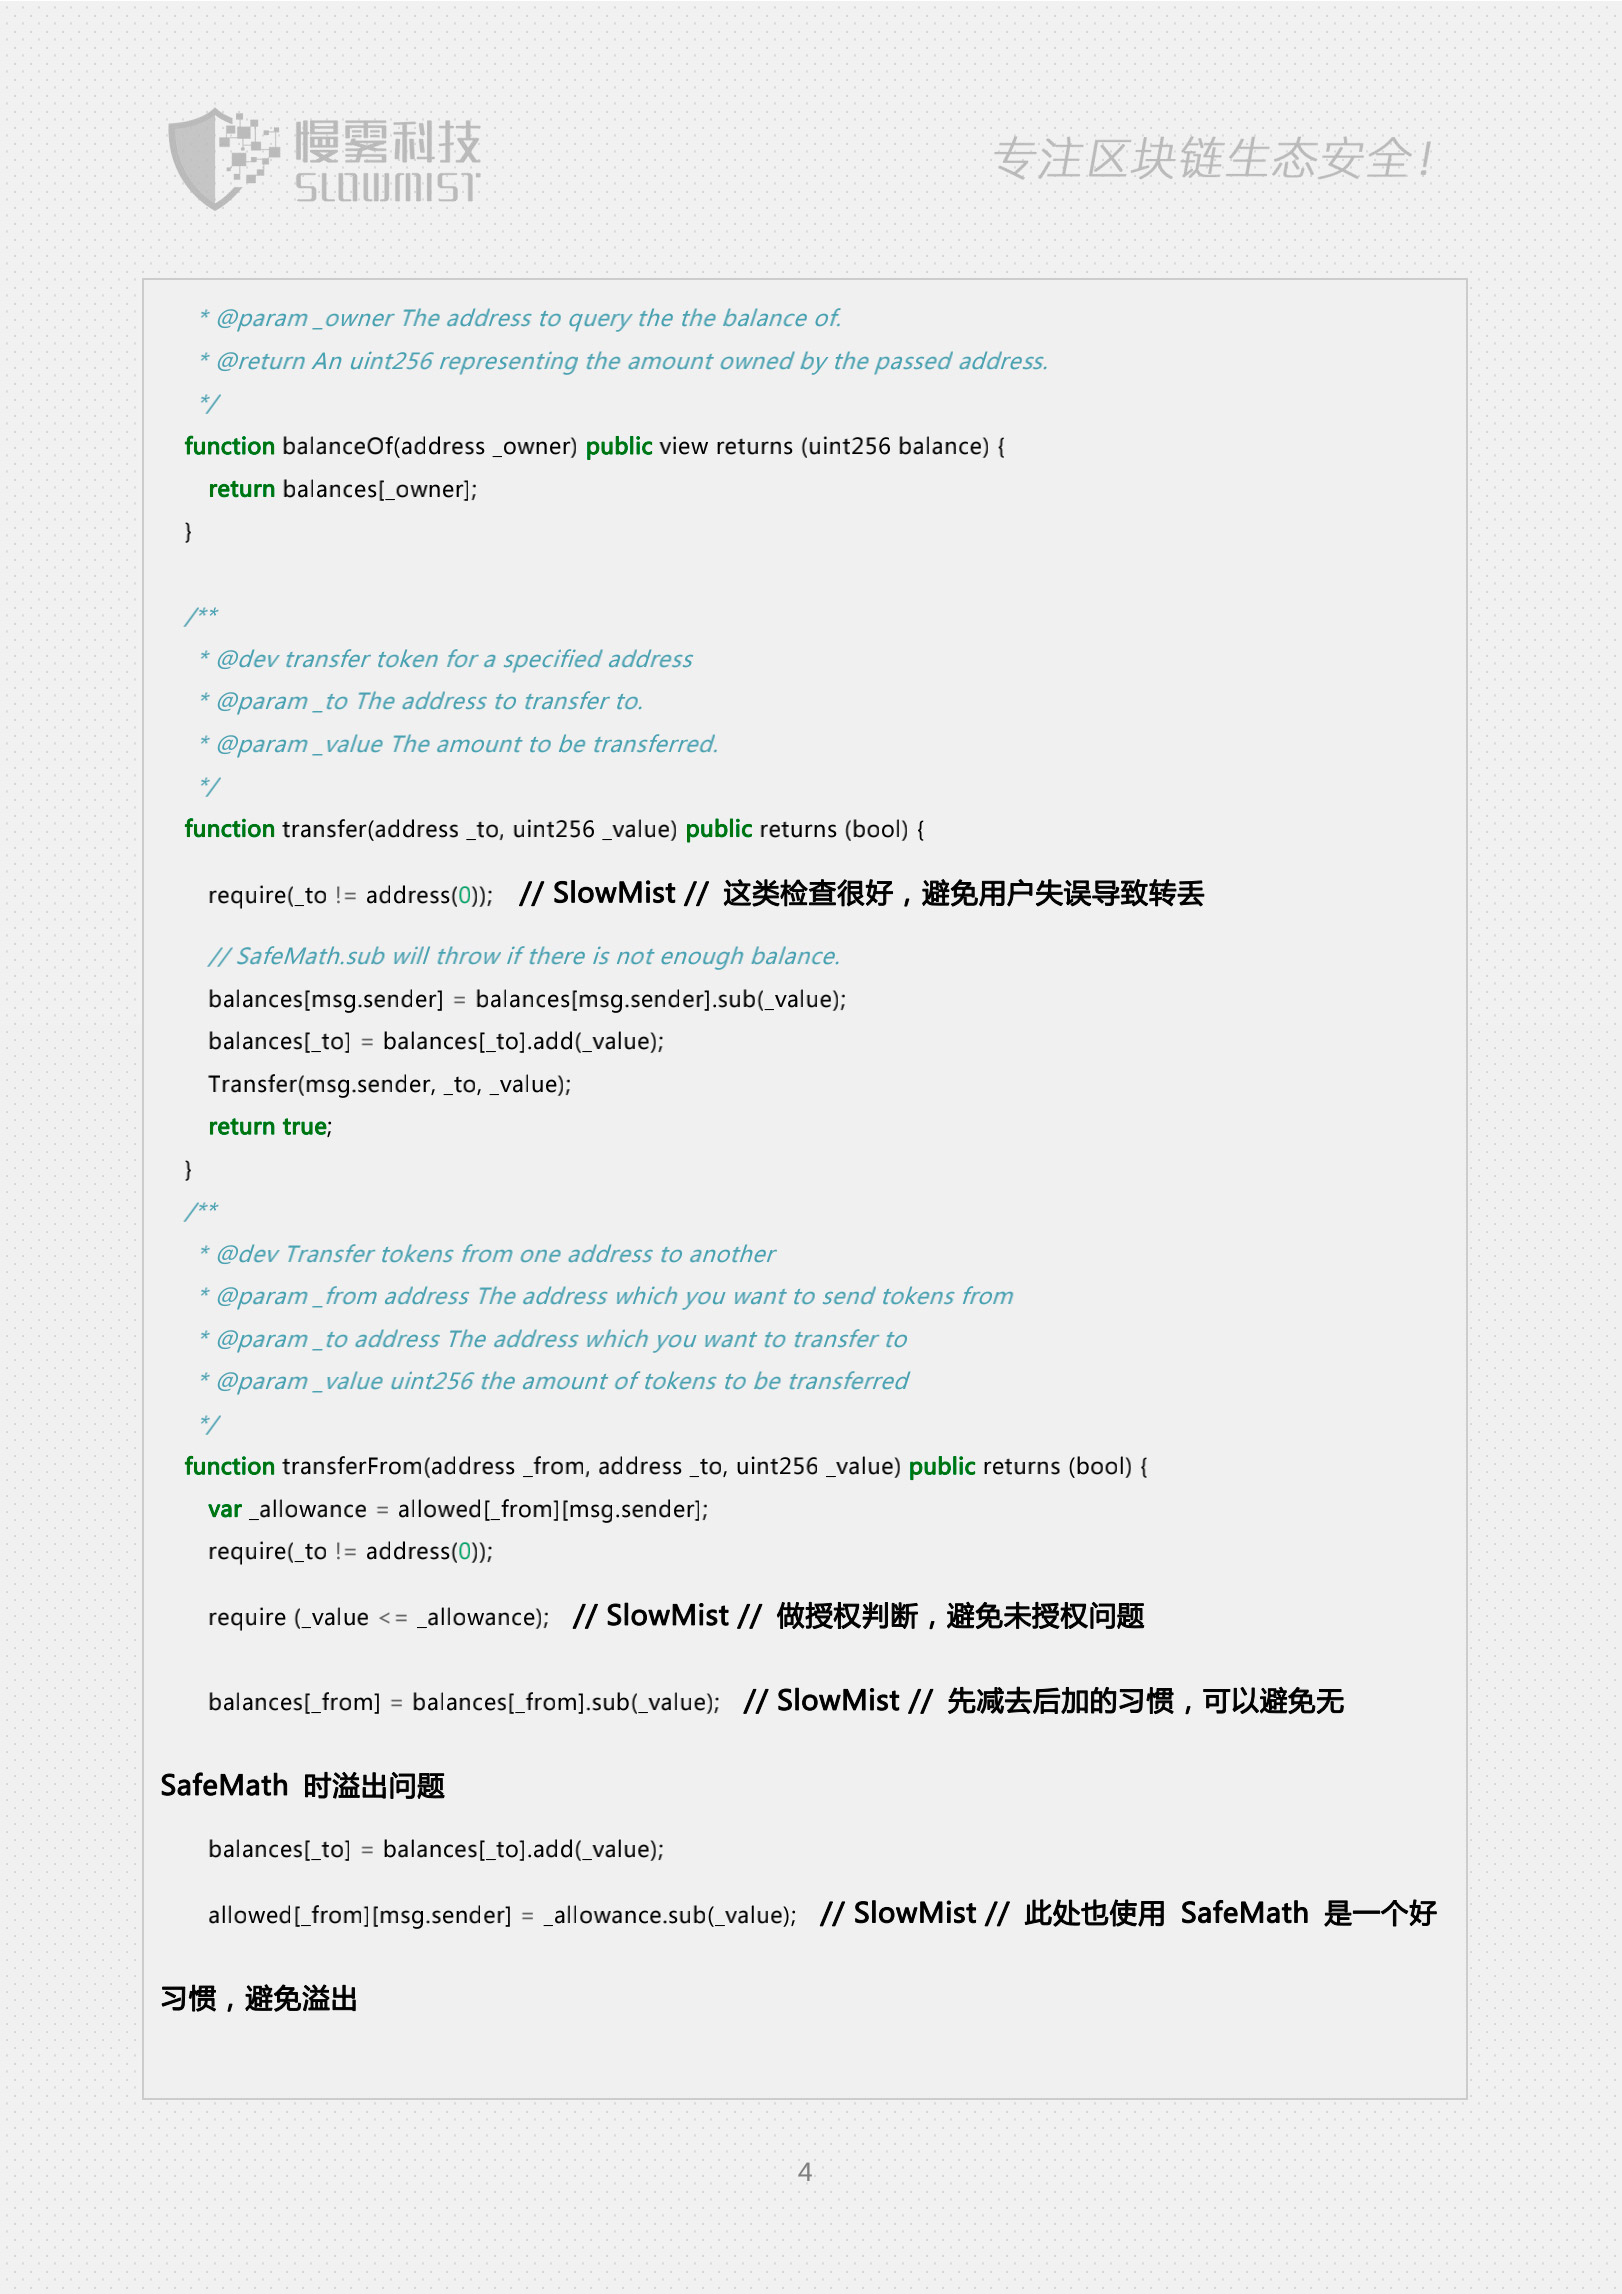 慢雾科技
SLOWMIST
专注区块链生态安全！
* @param _owner The address to query the the balance of.
* @return An uint256 representing the amount owned by the passed address.
*/
function balanceOf(address _owner) public view returns (uint256 balance) {
return balances[_owner];
}
/**
* @dev transfer token for a specified address
* @param _to The address to transfer to.
* @param _value The amount to be transferred.
*/
function transfer(address _to, uint256 _value) public returns (bool) {
require(_to != address(0)); // SlowMist // 这类检查很好，避免用户失误导致转丢
// SafeMath.sub will throw if there is not enough balance.
balances[msg.sender] = balances[msg.sender].sub(_value);
balances[_to] = balances[_to].add(_value);
Transfer(msg.sender, _to, _value);
return true;
}
/**
* @dev Transfer tokens from one address to another
* @param _from address The address which you want to send tokens from
* @param _to address The address which you want to transfer to
* @param _value uint256 the amount of tokens to be transferred
*/
function transferFrom(address _from, address _to, uint256 _value) public returns (bool) {
var _allowance = allowed[_from][msg.sender];
require(_to != address(0));
require (_value <= _allowance); // SlowMist // 做授权判断，避免未授权问题
balances[_from] = balances[_from].sub(_value); // SlowMist // 先减去后加的习惯，可以避免无
SafeMath 时溢出问题
balances[_to] = balances[_to].add(_value);
allowed[_from][msg.sender] = _allowance.sub(_value); // SlowMist // 此处也使用 SafeMath 是一个好
习惯，避免溢出
4